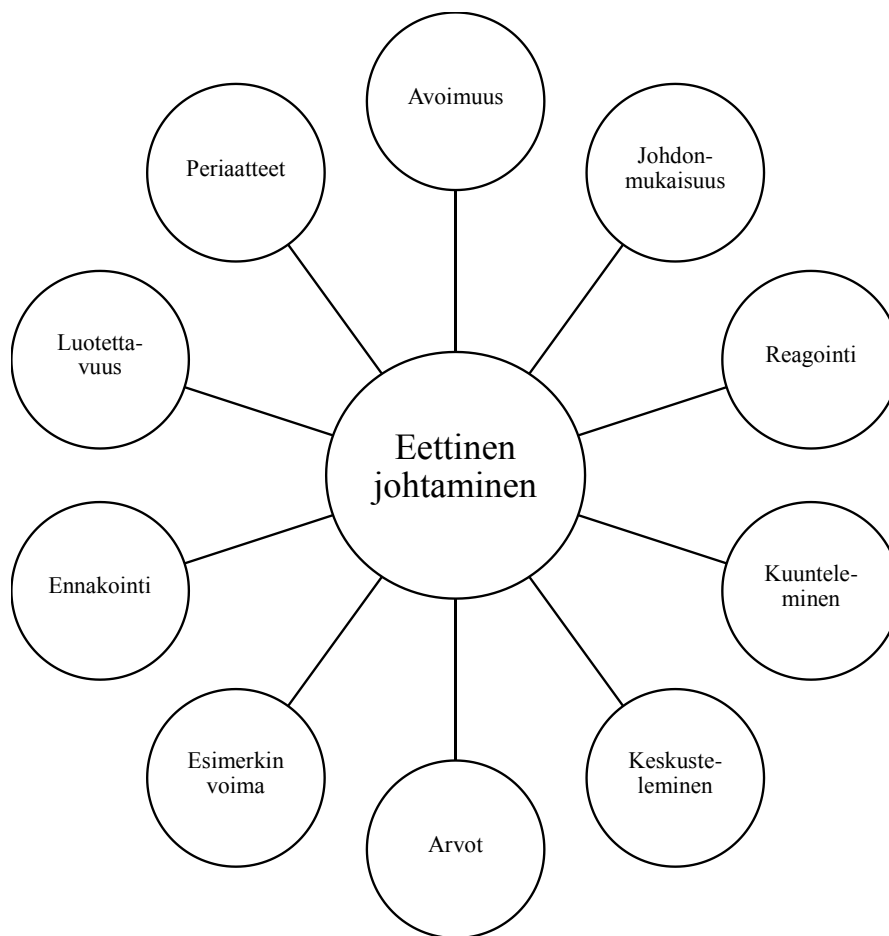 Avoimuus
Johdon-
mukaisuus
Reagointi
Kuuntele-
minen
Keskuste-
leminen
Arvot
Esimerkin
voima
Ennakointi
Luotetta-
vuus
Periaatteet
Eettinen
johtaminen